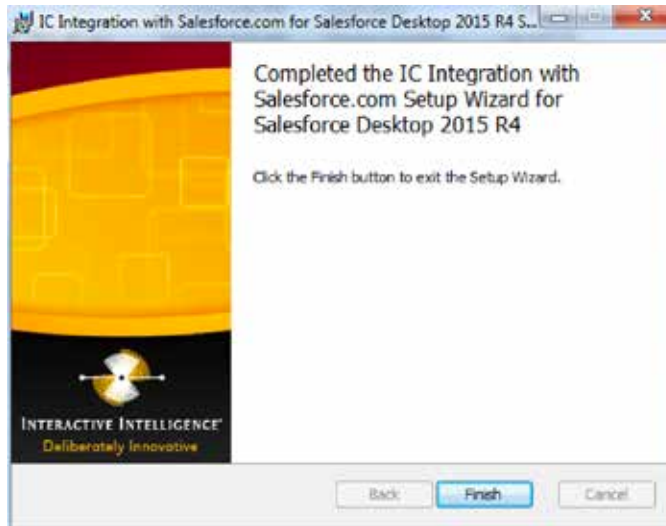 IC Integration with Salesforce.com for Salesforce Desktop 2015 R4 S...
Completed the IC Integration with
Salesforce.com Setup Wizard for
Salesforce Desktop 2015 R4
Click the Finish button to exit the Setup Wizard.
INTERACTIVE INTELLIGENCE®
Deliberately Innovative
Back Finish Cancel